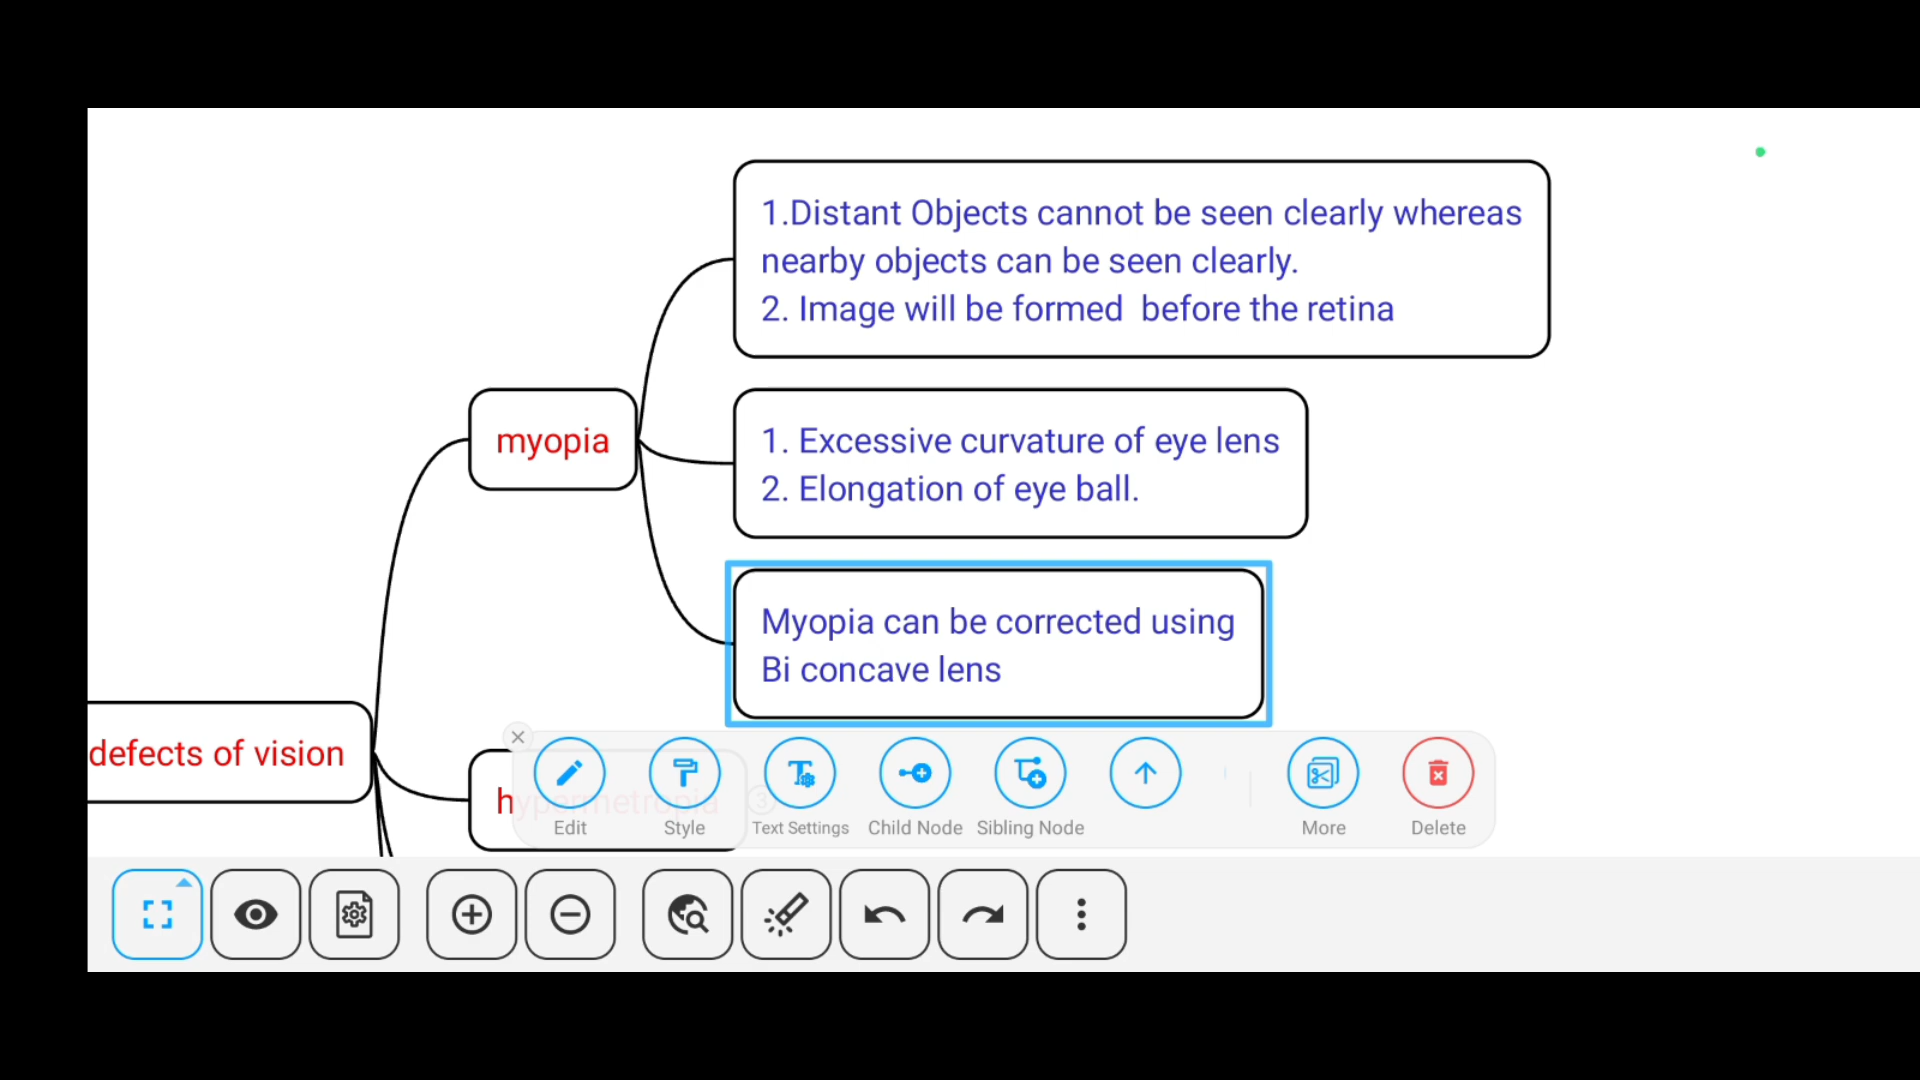 1.Distant Objects cannot be seen clearly whereas
nearby objects can be seen clearly.
2. Image will be formed  before the retina
myopia
1. Excessive curvature of eye lens
2. Elongation of eye ball.
Myopia can be corrected using
Bi concave lens
defects of vision
hypermetropia 3
Edit
Style
Text Settings
Child Node
Sibling Node
More
Delete